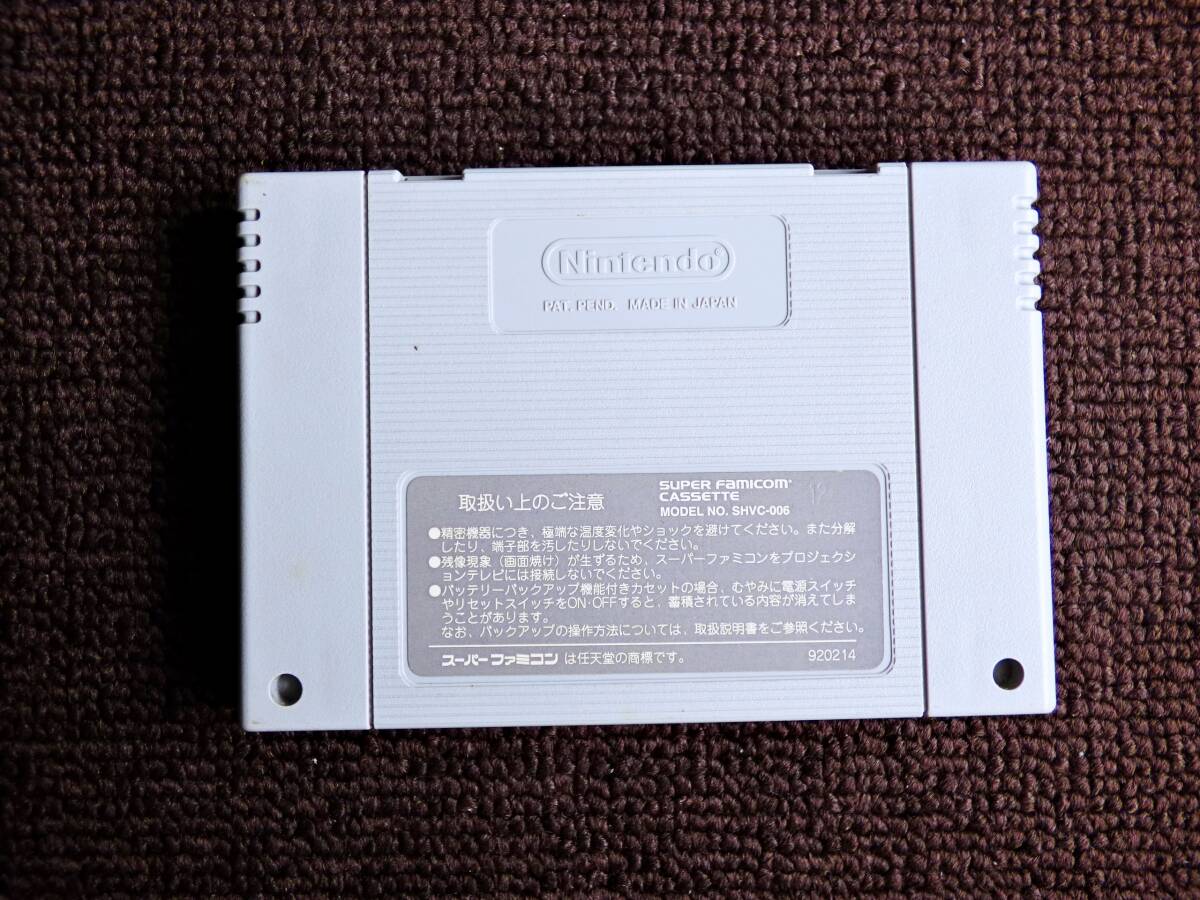 Nintendo®
PAT. PEND. MADE IN JAPAN
取扱い上のご注意
SUPER FAMICOM®
CASSETTE
MODEL NO. SHVC-006
●精密機器につき、極端な温度変化やショックを避けてください。また分解
したり、端子部を汚したりしないでください。
●残像現象（画面焼け）が生ずるため、スーパーファミコンをプロジェクシ
ョンテレビには接続しないでください。
●バッテリーバックアップ機能付きカセットの場合、むやみに電源スイッチ
やリセットスイッチをON・OFFすると、蓄積されている内容が消えてしま
うことがあります。
なお、バックアップの操作方法については、取扱説明書をご参照ください。
スーパーファミコンは任天堂の商標です。 920214